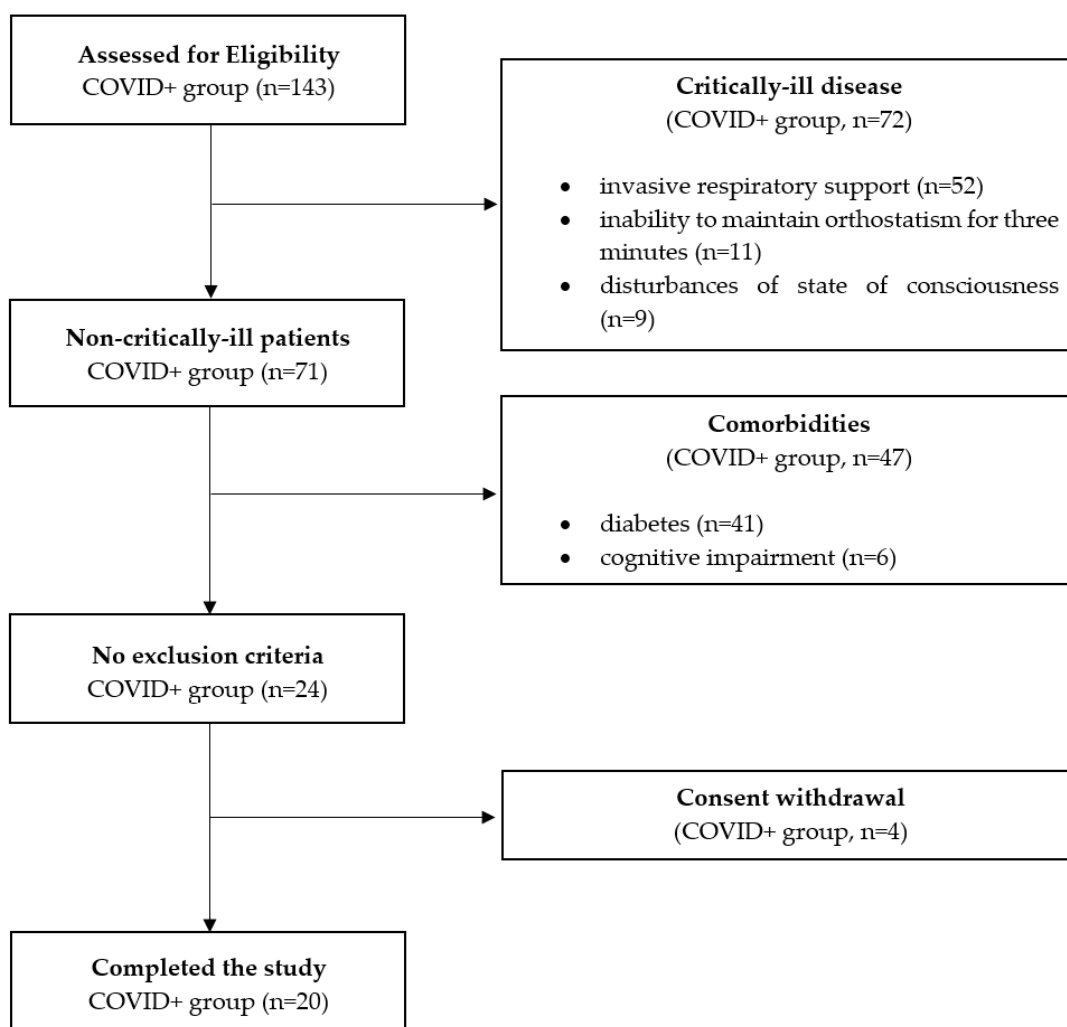 Assessed for Eligibility
COVID+ group (n=143)
Critically-ill disease
(COVID+ group, n=72)
• invasive respiratory support (n=52)
• inability to maintain orthostatism for three
minutes (n=11)
• disturbances of state of consciousness
(n=9)
Non-critically-ill patients
COVID+ group (n=71)
Comorbidities
(COVID+ group, n=47)
• diabetes (n=41)
• cognitive impairment (n=6)
No exclusion criteria
COVID+ group (n=24)
Consent withdrawal
(COVID+ group, n=4)
Completed the study
COVID+ group (n=20)